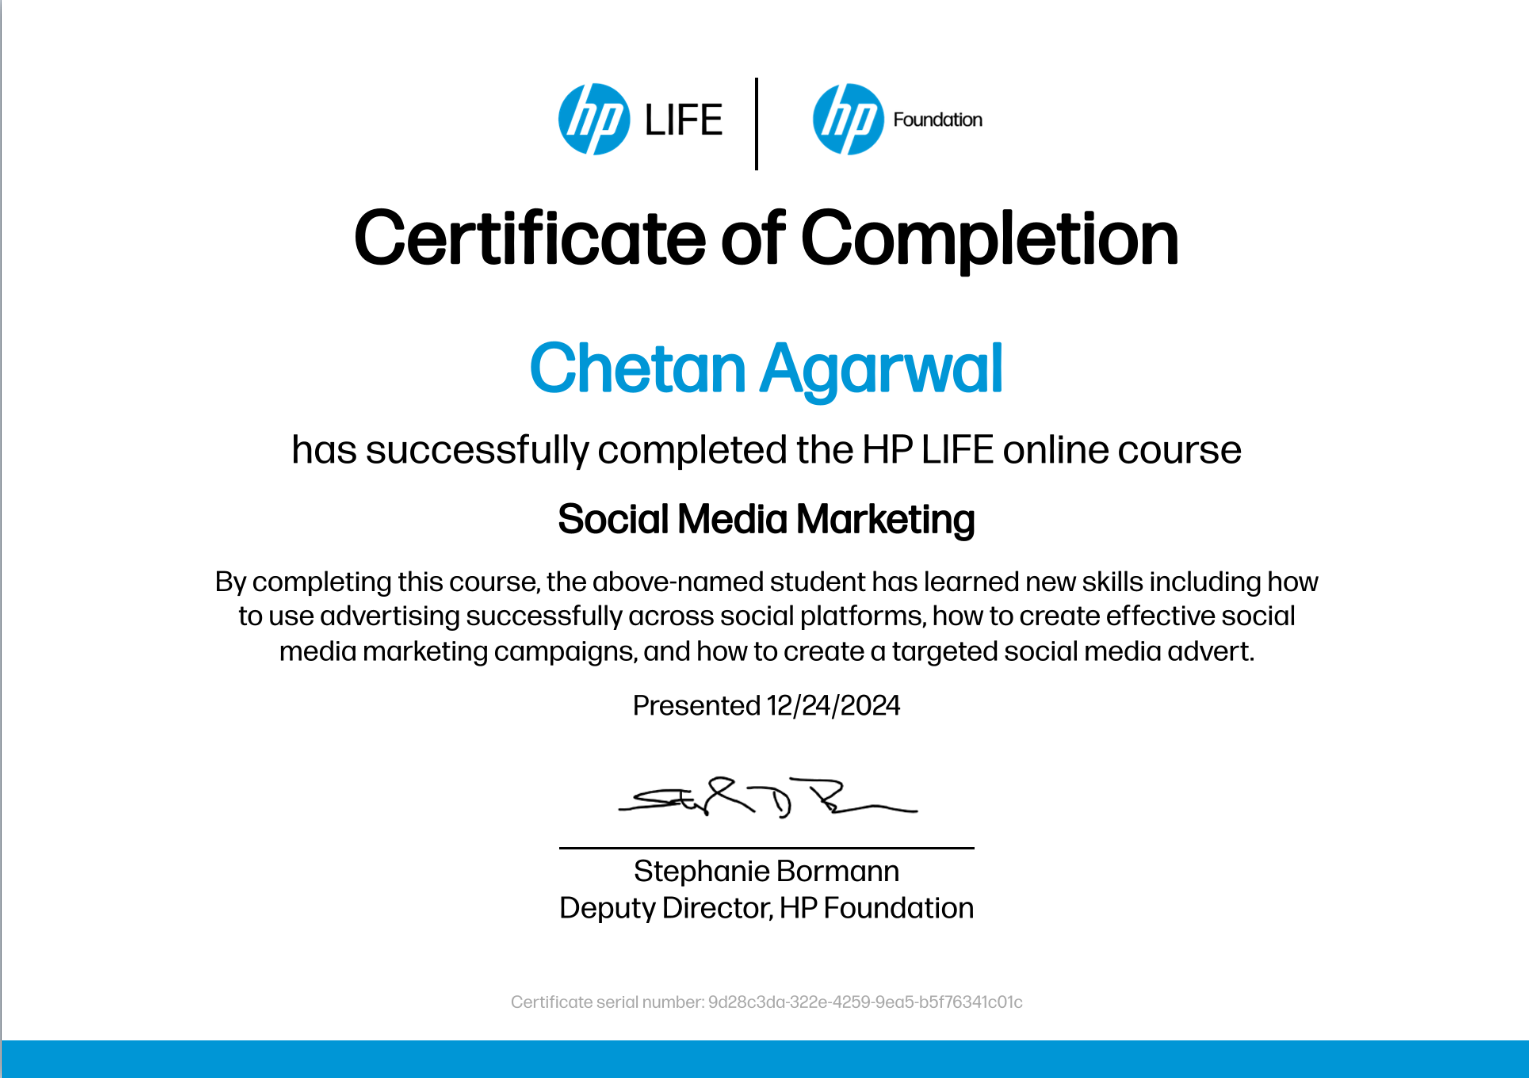 hp LIFE
hp Foundation
Certificate of Completion
Chetan Agarwal
has successfully completed the HP LIFE online course
Social Media Marketing
By completing this course, the above-named student has learned new skills including how
to use advertising successfully across social platforms, how to create effective social
media marketing campaigns, and how to create a targeted social media advert.
Presented 12/24/2024
Stephanie Bormann
Deputy Director, HP Foundation
Certificate serial number: 9d28c3da-322e-4259-9ea5-b5f76341c01c